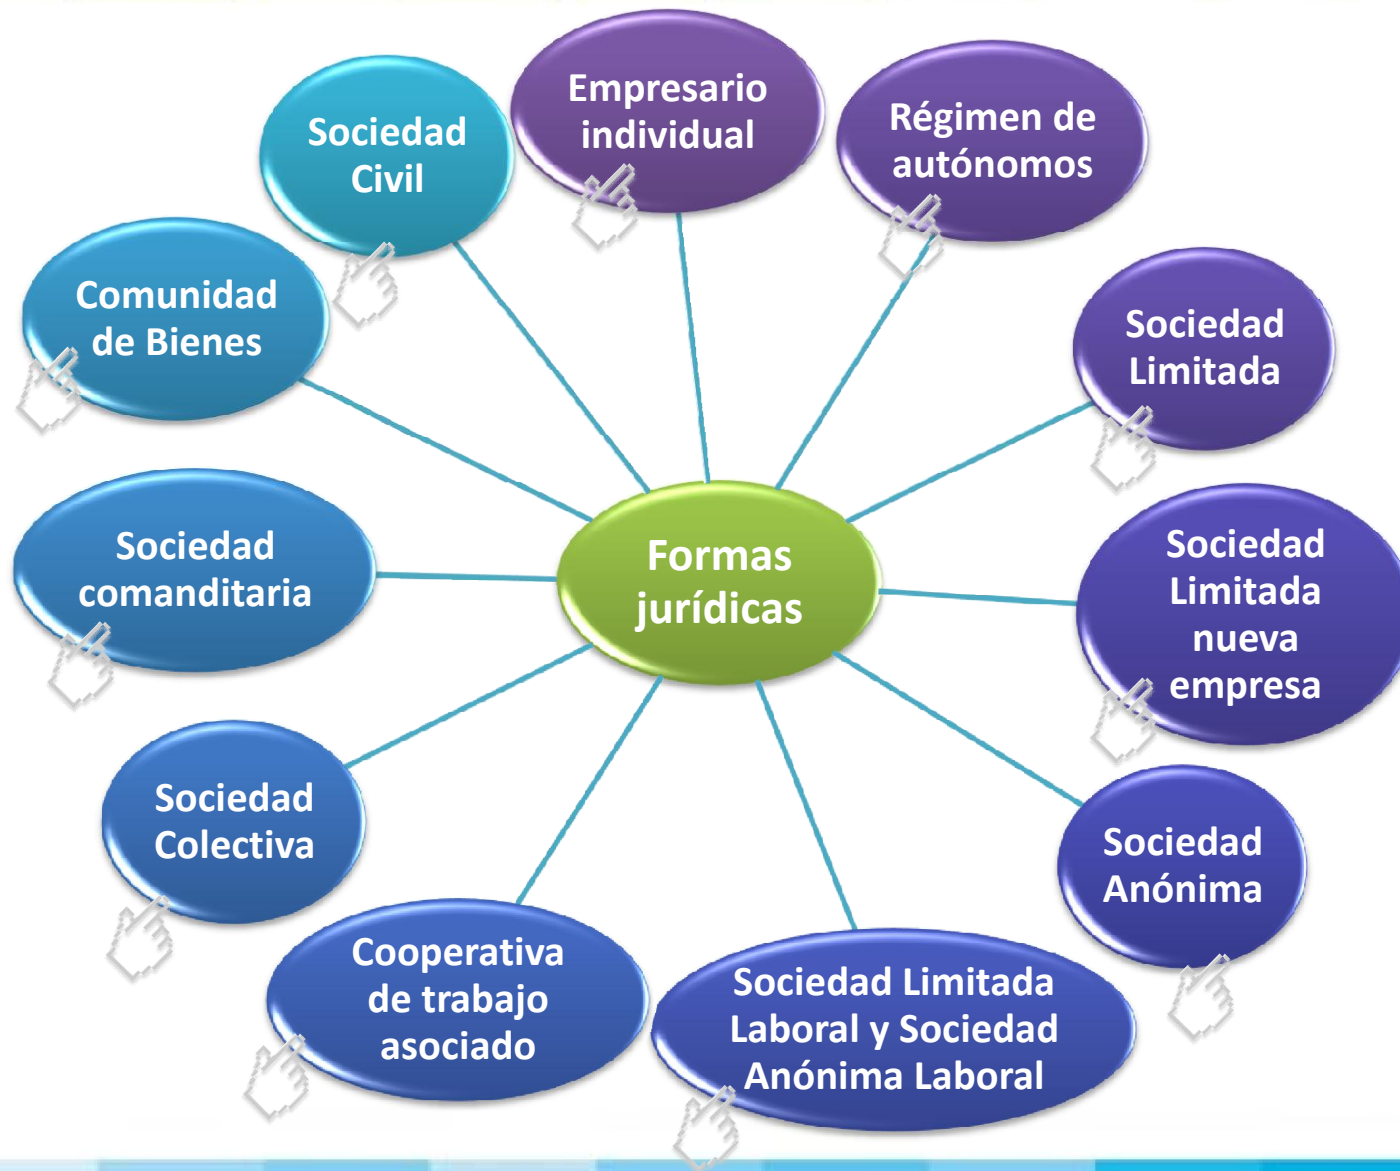 Empresario
individual
Régimen de
autónomos
Sociedad
Limitada
Sociedad
Limitada
nueva
empresa
Sociedad
Anónima
Sociedad Limitada
Laboral y Sociedad
Anónima Laboral
Cooperativa
de trabajo
asociado
Sociedad
Colectiva
Sociedad
comanditaria
Comunidad
de Bienes
Sociedad
Civil
Formas
jurídicas